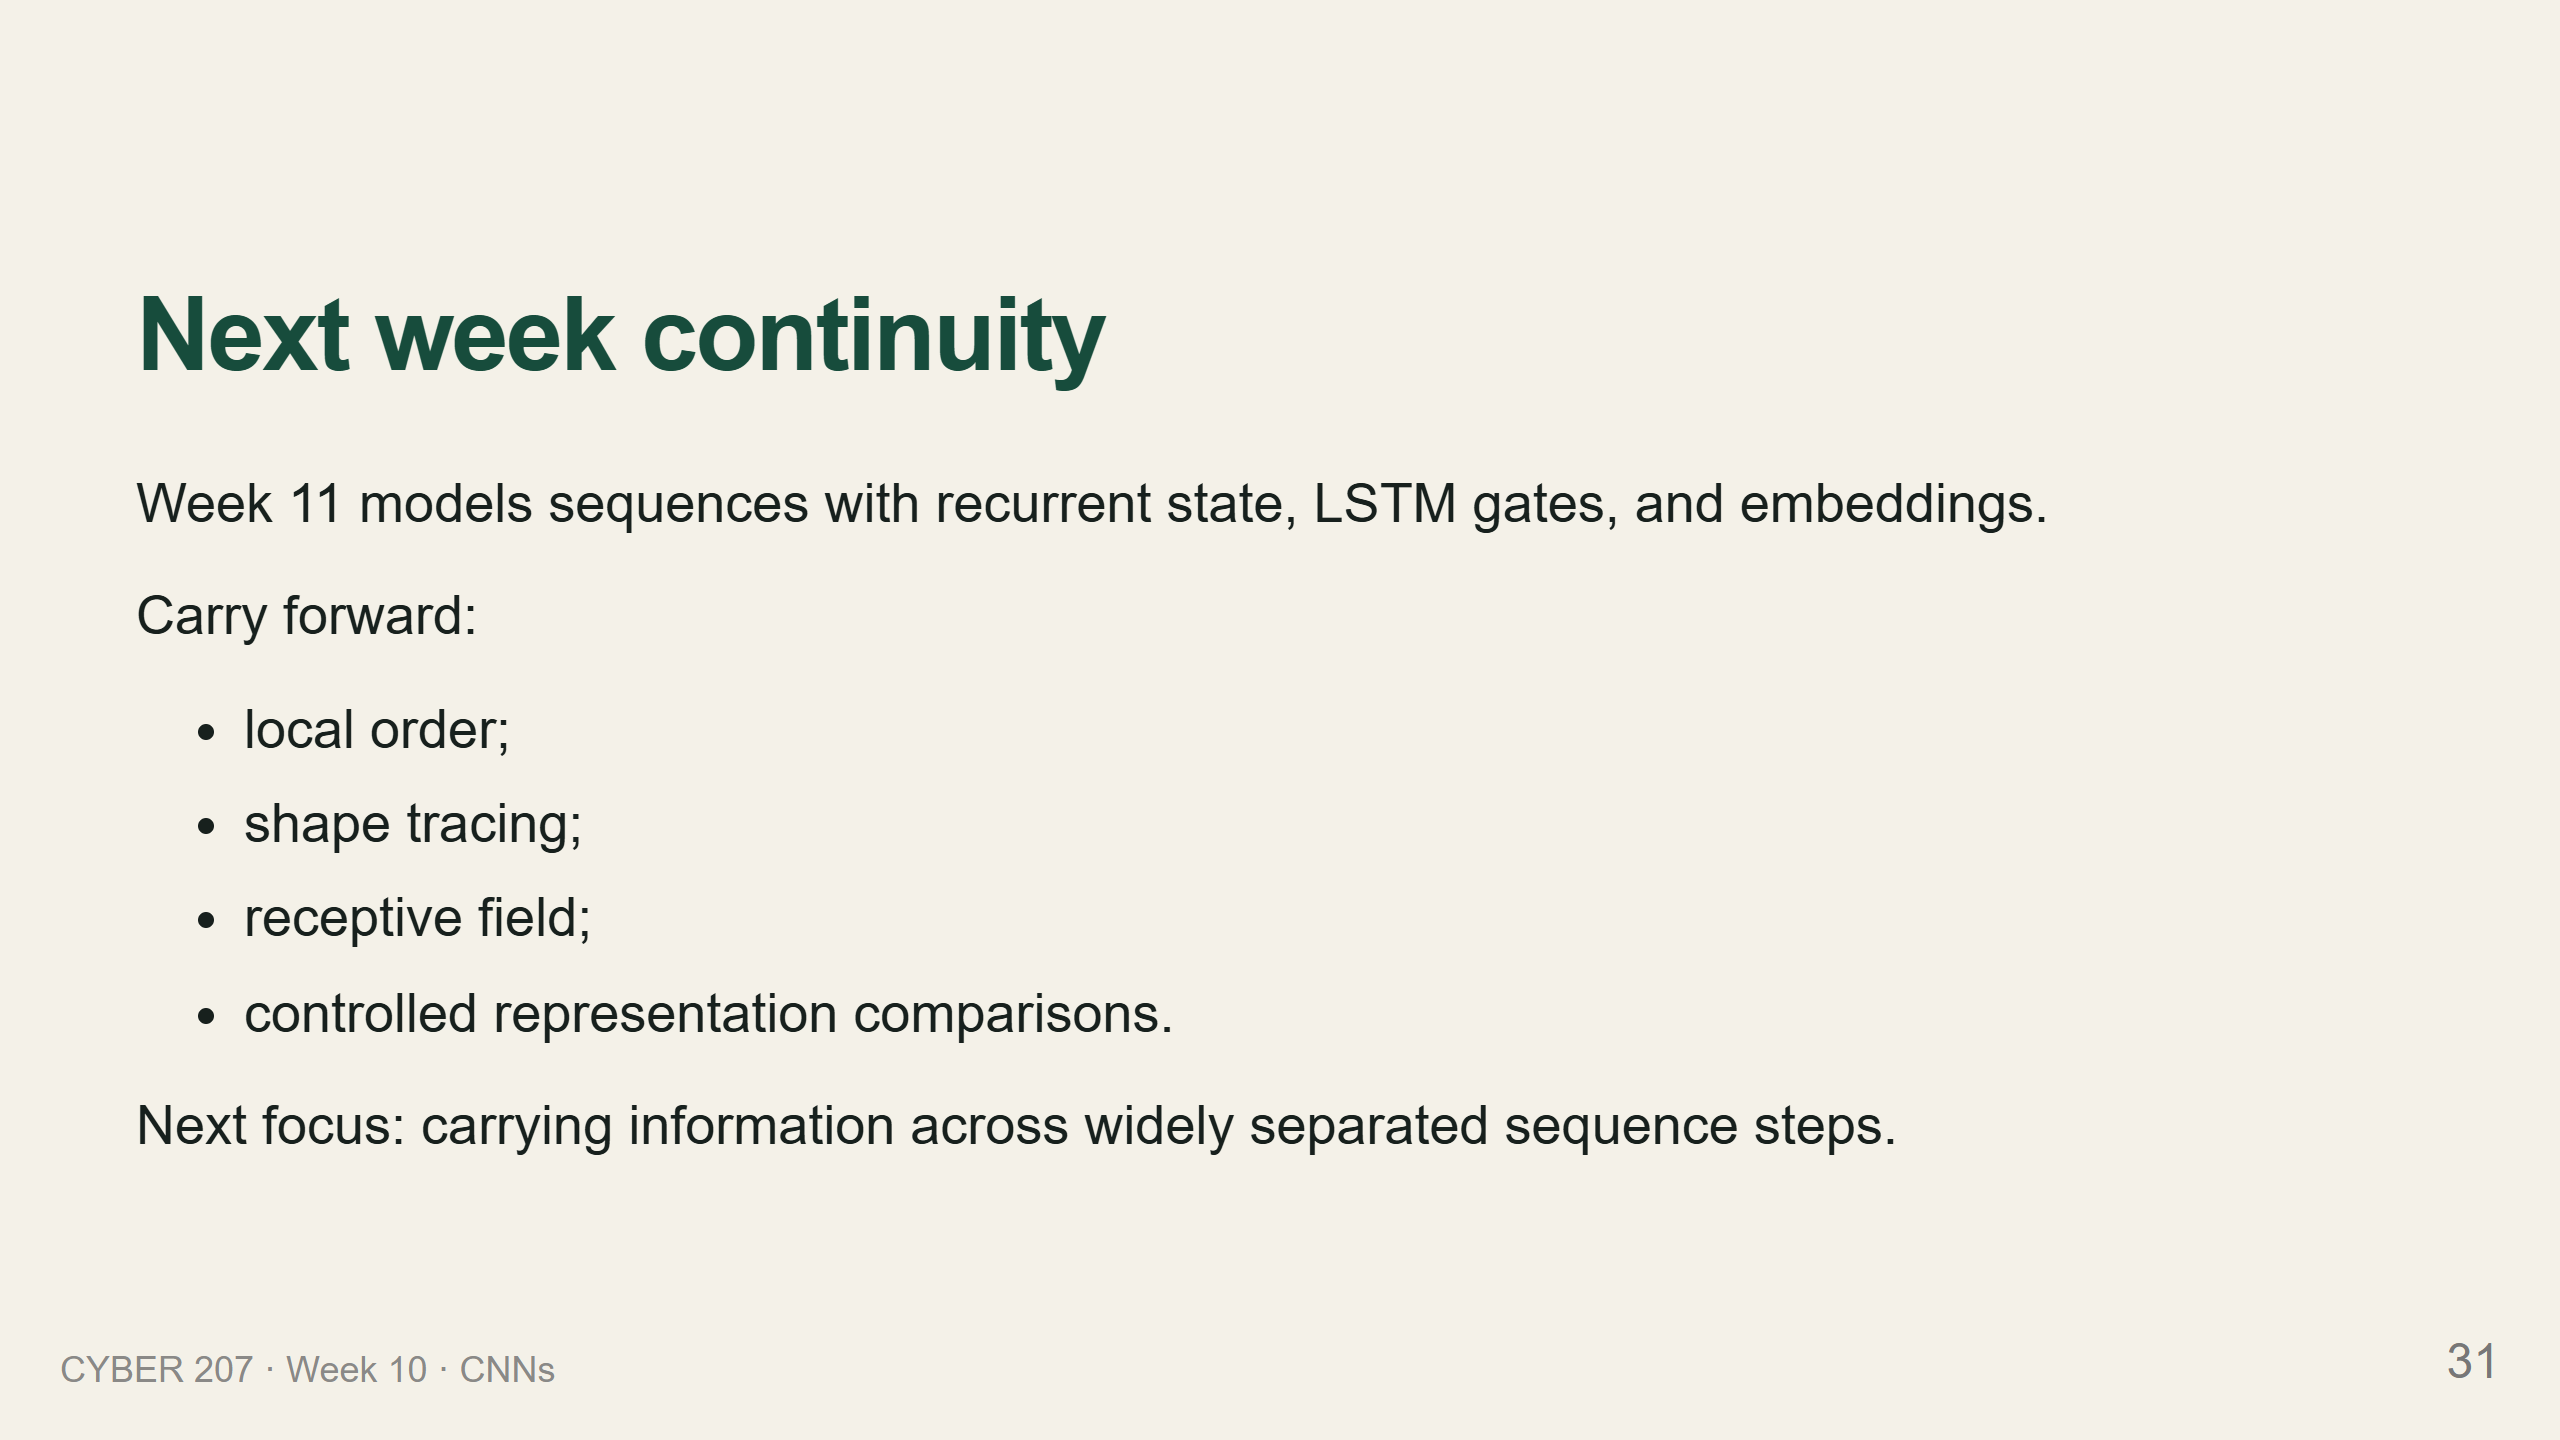 Next week continuity
Week 11 models sequences with recurrent state, LSTM gates, and embeddings.
Carry forward:
• local order;
• shape tracing;
• receptive field;
• controlled representation comparisons.
Next focus: carrying information across widely separated sequence steps.
CYBER 207 · Week 10 · CNNs
31